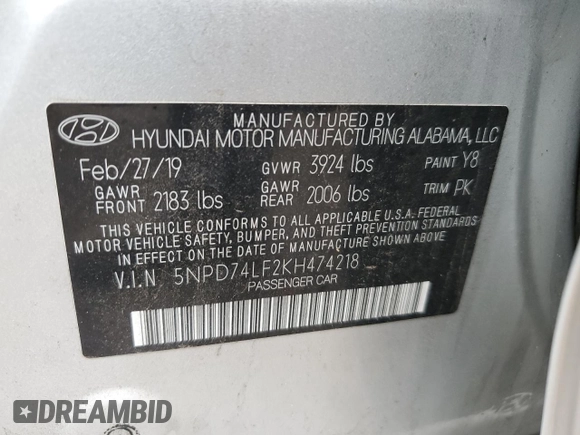 MANUFACTURED BY
HYUNDAI MOTOR MANUFACTURING ALABAMA, LLC
Feb/27/19 GVWR 3924 lbs PAINT Y8
GAWR FRONT 2183 lbs GAWR REAR 2006 lbs TRIM PK
THIS VEHICLE CONFORMS TO ALL APPLICABLE U.S.A. FEDERAL
MOTOR VEHICLE SAFETY, BUMPER, AND THEFT PREVENTION STANDARDS
IN EFFECT ON THE DATE OF MANUFACTURE SHOWN ABOVE.
V.I.N 5NPD74LF2KH474218
PASSENGER CAR
DREAMBID